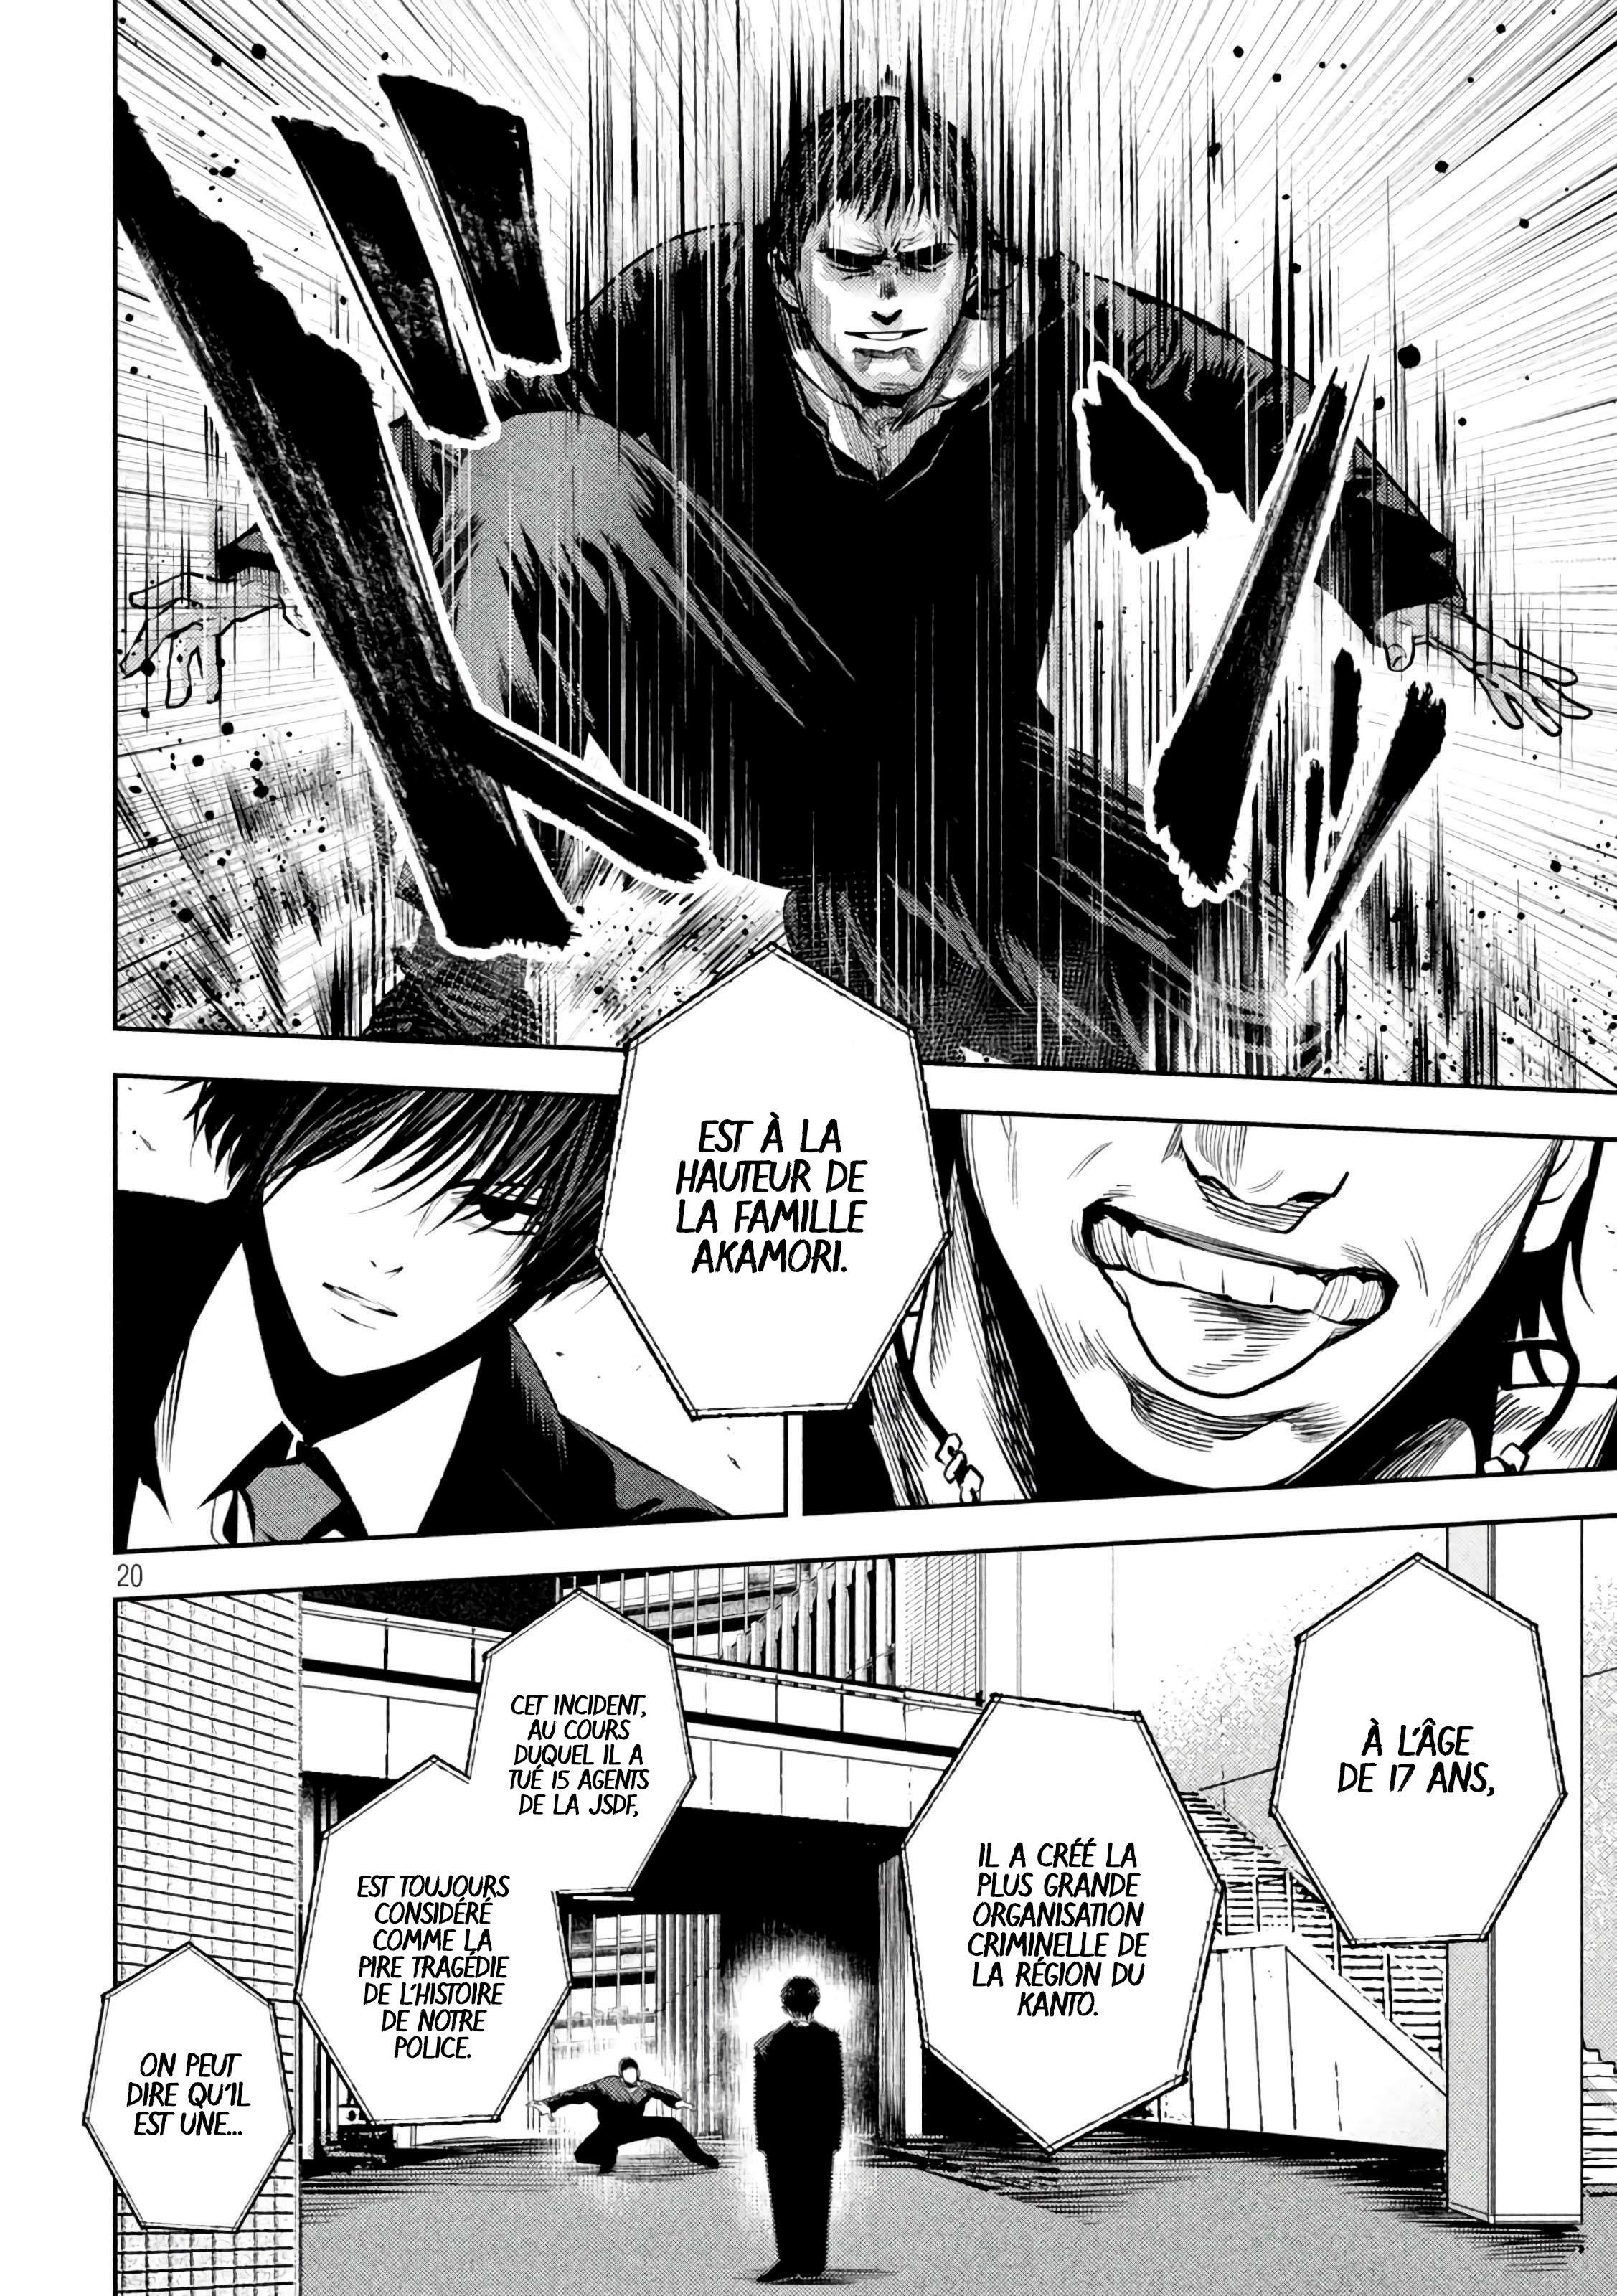 EST À LA
HAUTEUR DE
LA FAMILLE
AKAMORI.
20
À L'ÂGE
DE 17 ANS,
IL A CRÉÉ LA
PLUS GRANDE
ORGANISATION
CRIMINELLE DE
LA RÉGION DU
KANTO.
CET INCIDENT,
AU COURS
DUQUEL IL A
TUÉ 15 AGENTS
DE LA JSDF,
EST TOUJOURS
CONSIDÉRÉ
COMME LA
PIRE TRAGÉDIE
DE L'HISTOIRE
DE NOTRE
POLICE.
ON PEUT
DIRE QU'IL
EST UNE...